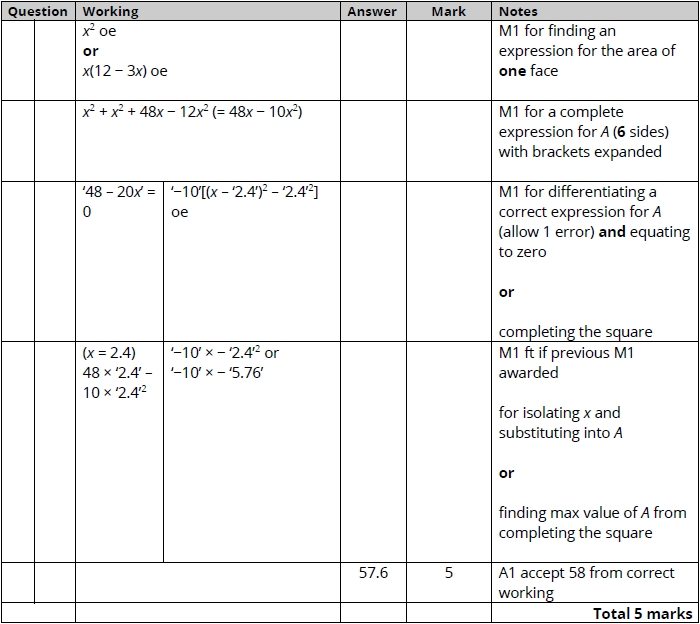 Question Working Answer Mark Notes
x² oe
or
x(12 − 3x) oe
M1 for finding an
expression for the area of
one face
x² + x² + 48x − 12x² (= 48x − 10x²)
M1 for a complete
expression for A (6 sides)
with brackets expanded
'48 − 20x' =
0
'−10'[(x − '2.4')² − '2.4'²]
oe
M1 for differentiating a
correct expression for A
(allow 1 error) and equating
to zero
or
completing the square
(x = 2.4)
48 × '2.4' −
10 × '2.4'²
'−10' × − '2.4'² or
'−10' × − '5.76'
M1 ft if previous M1
awarded
for isolating x and
substituting into A
or
finding max value of A from
completing the square
57.6
5
A1 accept 58 from correct
working
Total 5 marks